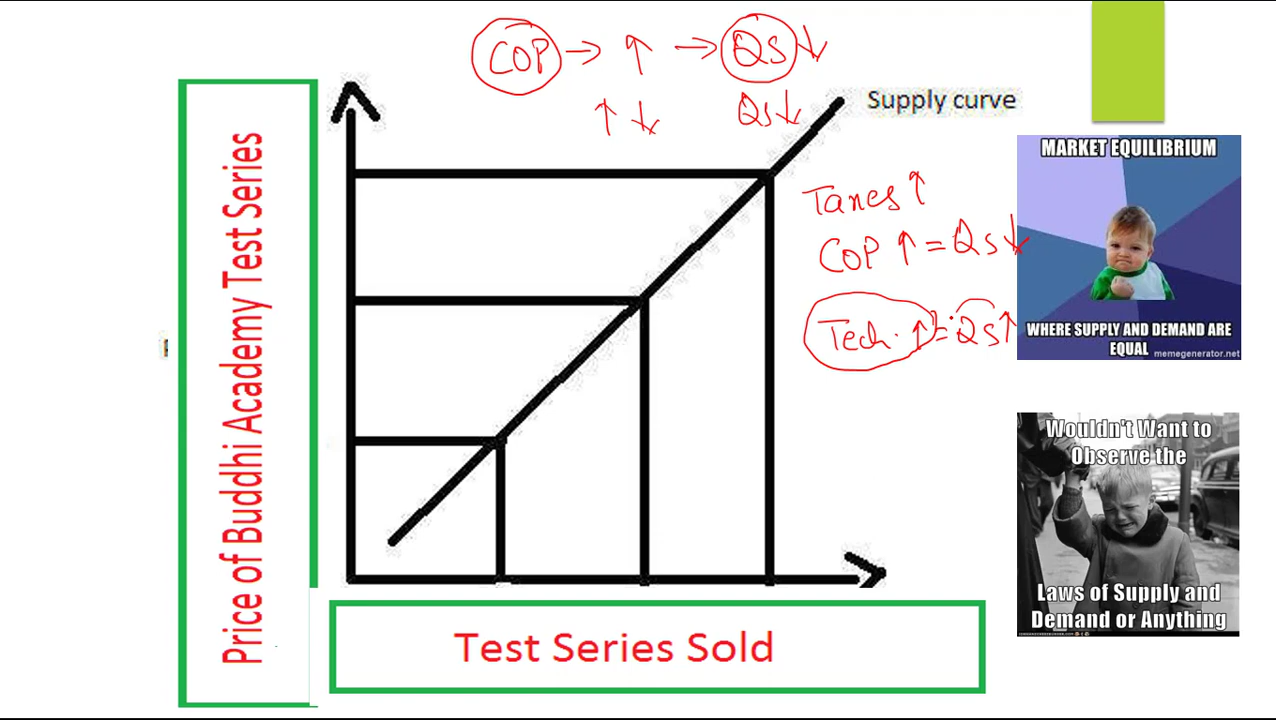 COP → ↑ → QS ↓
↑ ↓ QS ↓
Supply curve
Price of Buddhi Academy Test Series
Taxes ↑
COP ↑ = QS ↓
Tech. ↑ = QS ↑
MARKET EQUILIBRIUM
WHERE SUPPLY AND DEMAND ARE
EQUAL
memegenerator.net
Wouldn't Want to
Observe the
Laws of Supply and
Demand or Anything
Test Series Sold